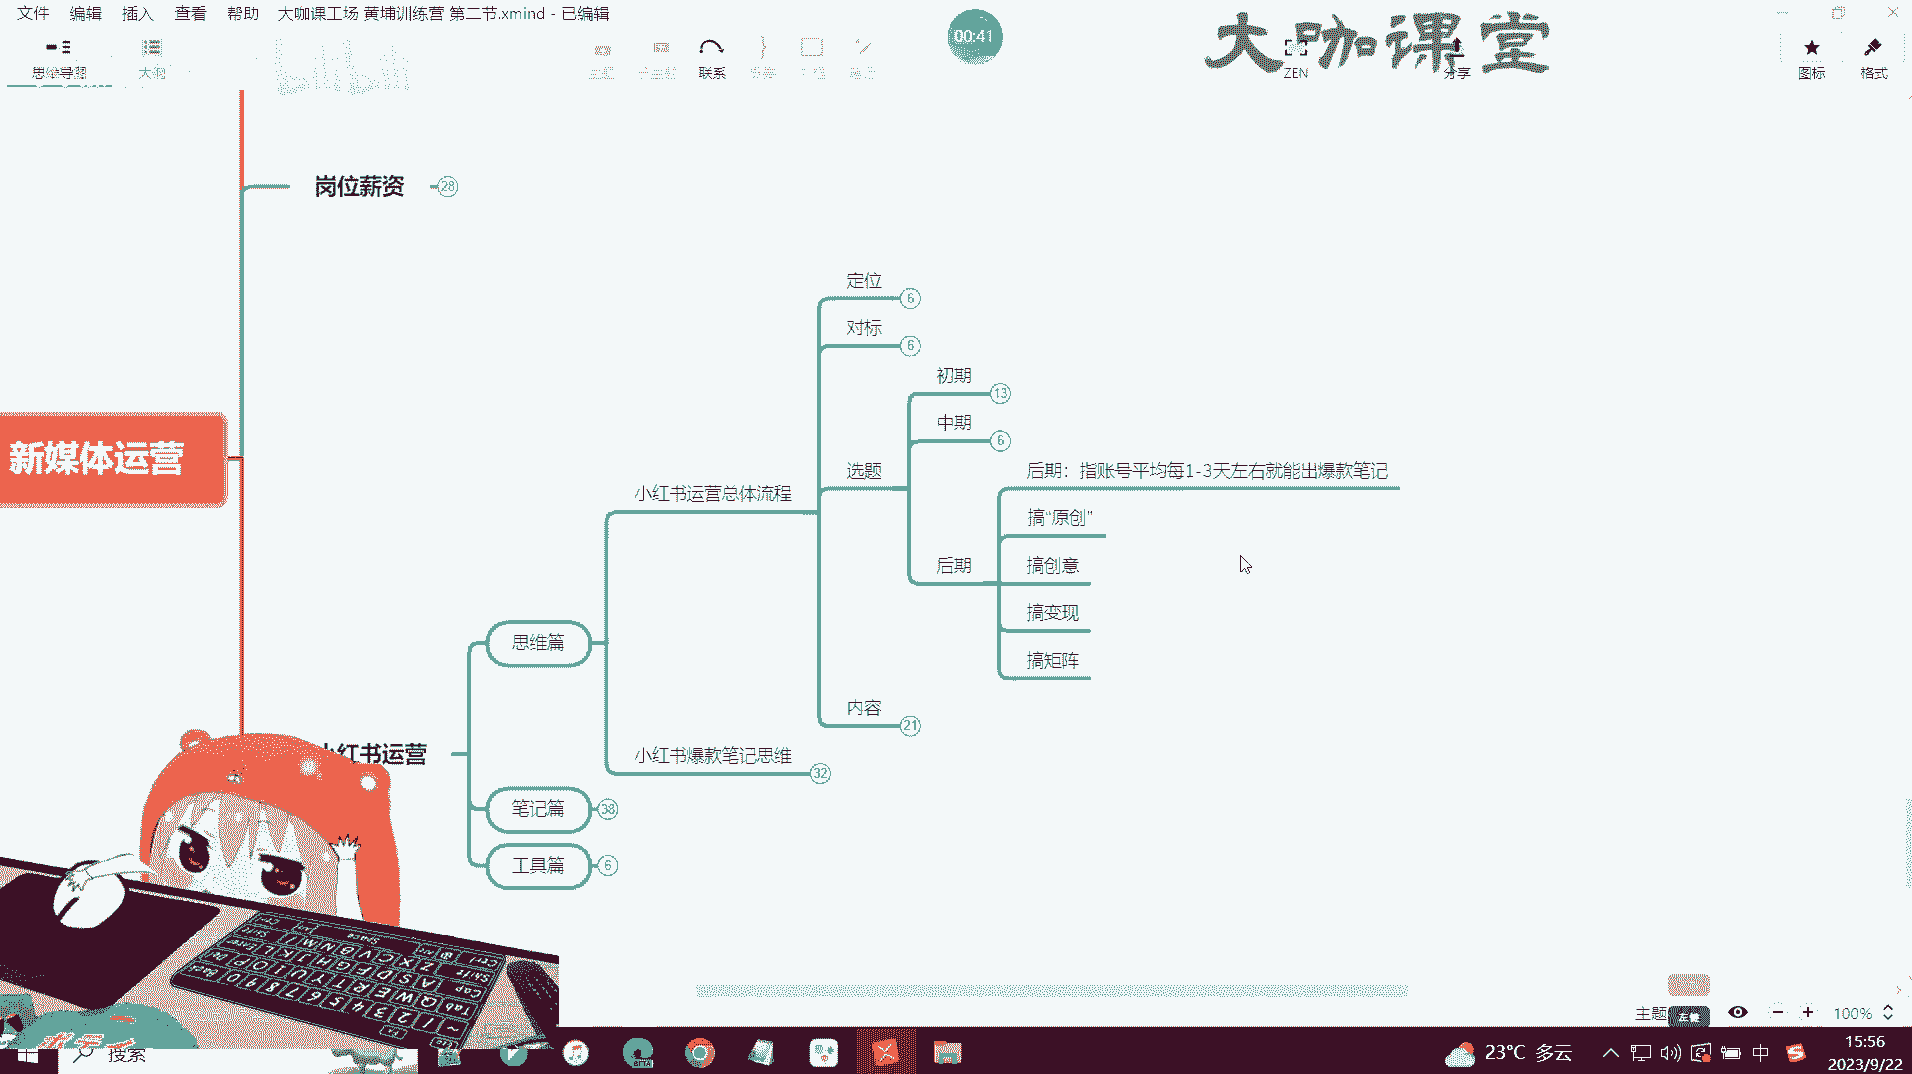 文件 编辑 插入 查看 帮助 大咖课工场 黄埔训练营 第二节.xmind - 已编辑
00:41
大咖课堂
思维导图 大纲 联系 ZEN 分享 图标 格式
岗位薪资 28
定位 6
对标 6
初期 13
中期 6
选题
后期：指账号平均每1-3天左右就能出爆款笔记
小红书运营总体流程
搞“原创”
后期
搞创意
搞变现
搞矩阵
新媒体运营
思维篇
内容 21
小红书运营
小红书爆款笔记思维 32
笔记篇 38
工具篇 6
主题
100%
搜索
23°C 多云
中
15:56
2023/9/22